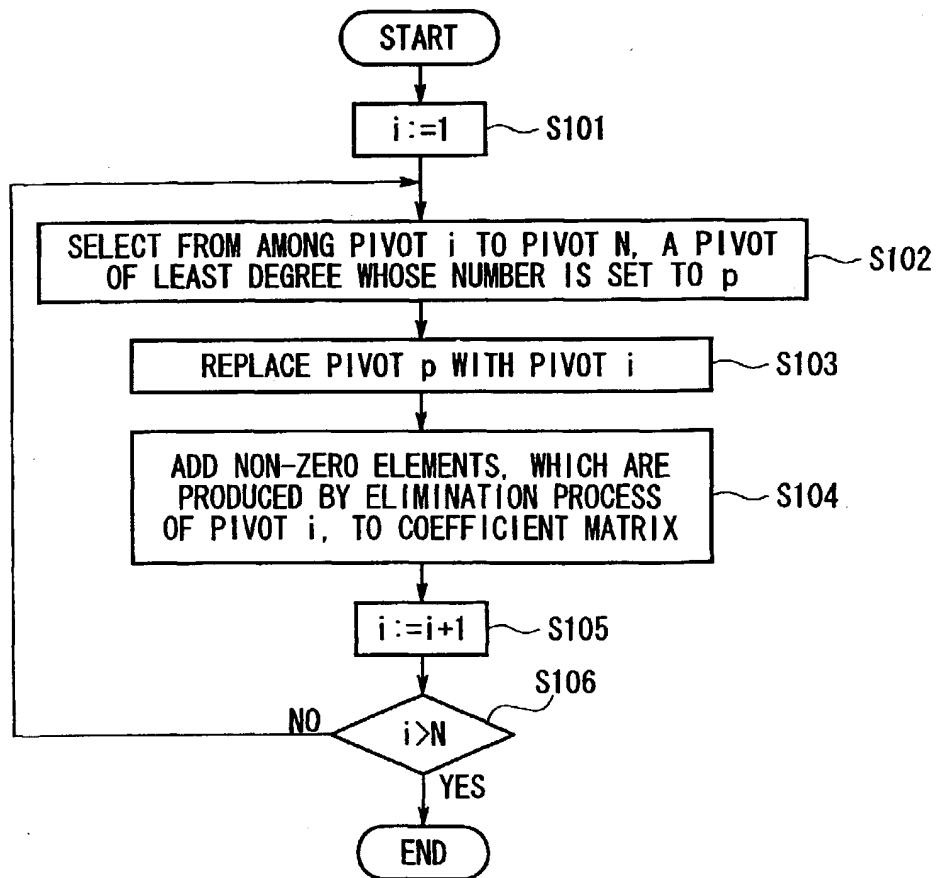 START
i:=1
S101
SELECT FROM AMONG PIVOT i TO PIVOT N, A PIVOT
OF LEAST DEGREE WHOSE NUMBER IS SET TO p
S102
REPLACE PIVOT p WITH PIVOT i
S103
ADD NON-ZERO ELEMENTS, WHICH ARE
PRODUCED BY ELIMINATION PROCESS
OF PIVOT i, TO COEFFICIENT MATRIX
S104
i:=i+1
S105
S106
NO
i>N
YES
END